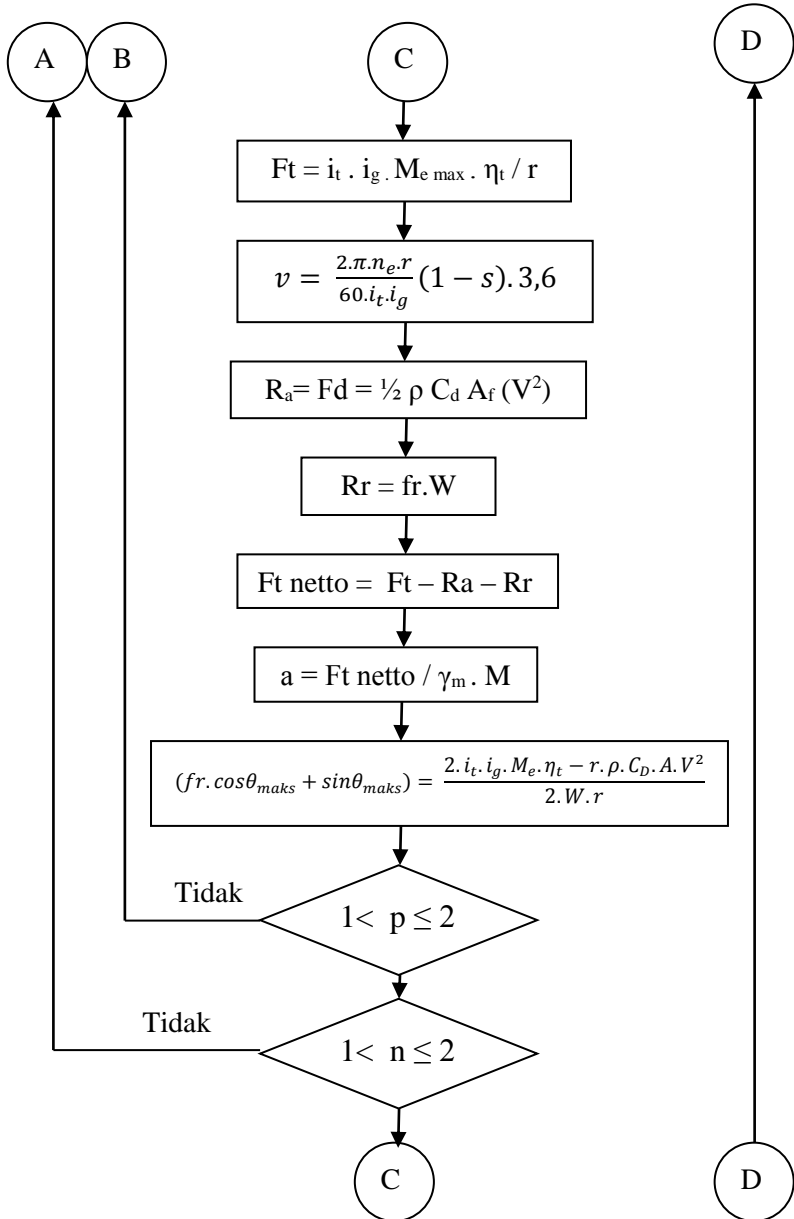 A B C D
Ft = i_t . i_g . M_e max . η_t / r
v = \frac{2.π.n_e.r}{60.i_t.i_g}(1 − s). 3,6
R_a= Fd = ½ ρ C_d A_f (V²)
Rr = fr.W
Ft netto = Ft – Ra – Rr
a = Ft netto / γ_m . M
(fr.cosθ_maks + sinθ_maks) = \frac{2.i_t.i_g.M_e.η_t − r.ρ.C_D.A.V²}{2.W.r}
Tidak
1< p ≤ 2
Tidak
1< n ≤ 2
C D